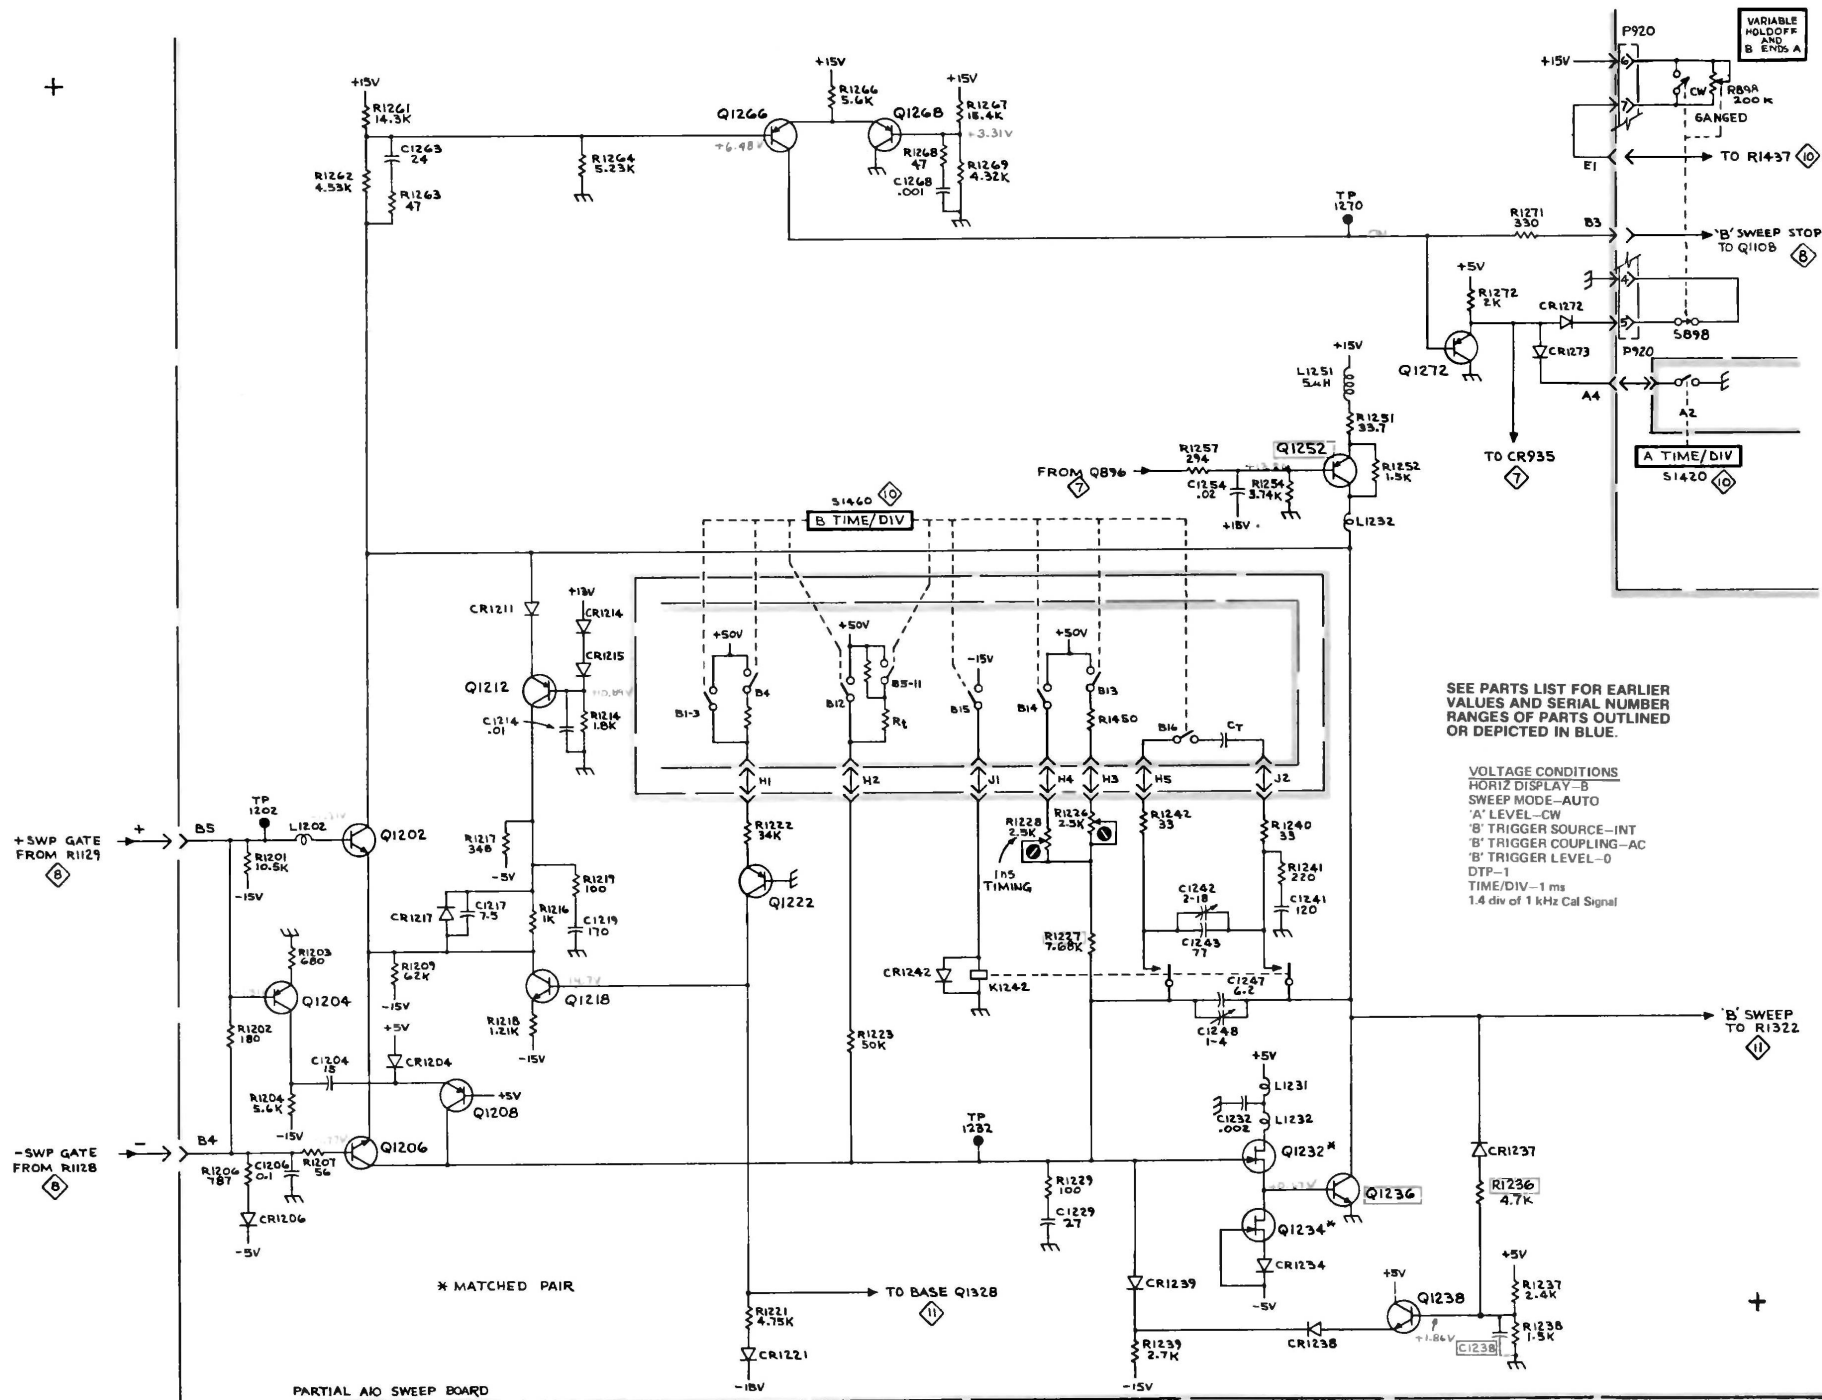 VARIABLE
HOLDOFF
AND
B ENDS A
P920
+15V
6
7
CW
R898
200K
GANGED
E1
TO R1437 10
+15V
R1261
14.3K
C1263
24
R1262
4.53K
R1263
47
R1264
5.23K
Q1266
+6.48V
+15V
R1266
5.6K
Q1268
+15V
R1267
15.4K
+3.31V
R1268
47
C1268
.001
R1269
4.32K
TP
1270
R1271
330
B3
'B' SWEEP STOP
TO Q1108
8
+5V
R1272
2K
CR1272
4
5
S898
P920
CR1273
Q1272
A4
A2
A TIME/DIV
S1420 10
TO CR935
7
+15V
L1251
R1251
33.7
Q1252
R1252
1.5K
R1257
294
FROM Q896
7
C1254
.02
R1254
3.74K
+15V
L1232
S1460 10
B TIME/DIV
CR1211
CR1214
CR1215
Q1212
C1214
.01
R1214
1.8K
+50V
B1-3
B4
+50V
B12
B5-11
Rt
-15V
B15
+50V
B14
B13
R1450
B16
CT
H1
H2
J1
H4
H3
H5
J2
SEE PARTS LIST FOR EARLIER
VALUES AND SERIAL NUMBER
RANGES OF PARTS OUTLINED
OR DEPICTED IN BLUE.
VOLTAGE CONDITIONS
HORIZ DISPLAY-B
SWEEP MODE-AUTO
'A' LEVEL-CW
'B' TRIGGER SOURCE-INT
'B' TRIGGER COUPLING-AC
'B' TRIGGER LEVEL-0
DTP-1
TIME/DIV-1 ms
1.4 div of 1 kHz Cal Signal
+SWP GATE
FROM R1129
8
+
B5
TP
1202
L1202
Q1202
R1201
10.5K
-15V
R1217
348
-5V
R1219
100
C1219
170
CR1217
C1217
7.5
R1216
1K
R1222
34K
Q1222
R1228
2.5K
1nS
TIMING
R1226
2.5K
R1242
33
R1240
33
R1241
220
C1241
120
C1242
2-18
C1243
77
R1227
7.68K
R1203
680
Q1204
R1209
62K
-15V
Q1218
R1218
1.21K
-15V
CR1242
K1242
C1247
6.2
C1248
1-4
'B' SWEEP
TO R1322
11
R1202
180
C1204
15
+5V
CR1204
R1204
5.6K
-15V
+5V
Q1208
R1223
50K
TP
1232
+5V
L1231
C1232
.002
L1232
Q1232*
Q1234*
CR1234
-5V
Q1236
CR1237
R1236
4.7K
-SWP GATE
FROM R1128
8
-
B4
R1206
787
C1206
0.1
R1207
56
Q1206
CR1206
-5V
R1229
100
C1229
27
* MATCHED PAIR
TO BASE Q1328
11
R1221
4.75K
CR1221
CR1239
R1239
2.7K
-15V
CR1238
+5V
Q1238
+1.86V
+5V
R1237
2.4K
R1238
1.5K
C1238
PARTIAL A10 SWEEP BOARD